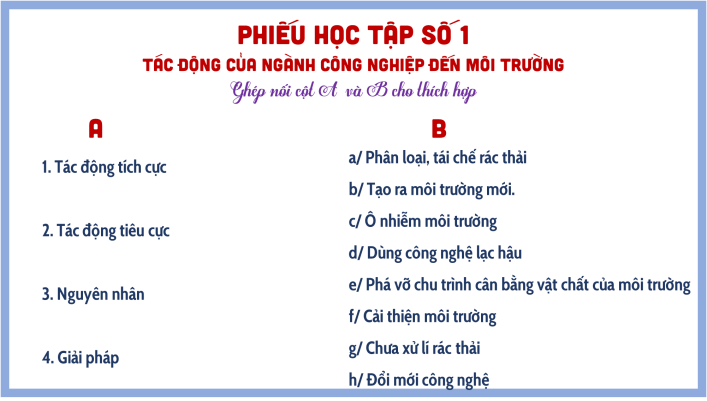 PHIẾU HỌC TẬP SỐ 1
TÁC ĐỘNG CỦA NGÀNH CÔNG NGHIỆP ĐẾN MÔI TRƯỜNG
Ghép nối cột A và B cho thích hợp
A
1. Tác động tích cực
2. Tác động tiêu cực
3. Nguyên nhân
4. Giải pháp
B
a/ Phân loại, tái chế rác thải
b/ Tạo ra môi trường mới.
c/ Ô nhiễm môi trường
d/ Dùng công nghệ lạc hậu
e/ Phá vỡ chu trình cân bằng vật chất của môi trường
f/ Cải thiện môi trường
g/ Chưa xử lí rác thải
h/ Đổi mới công nghệ